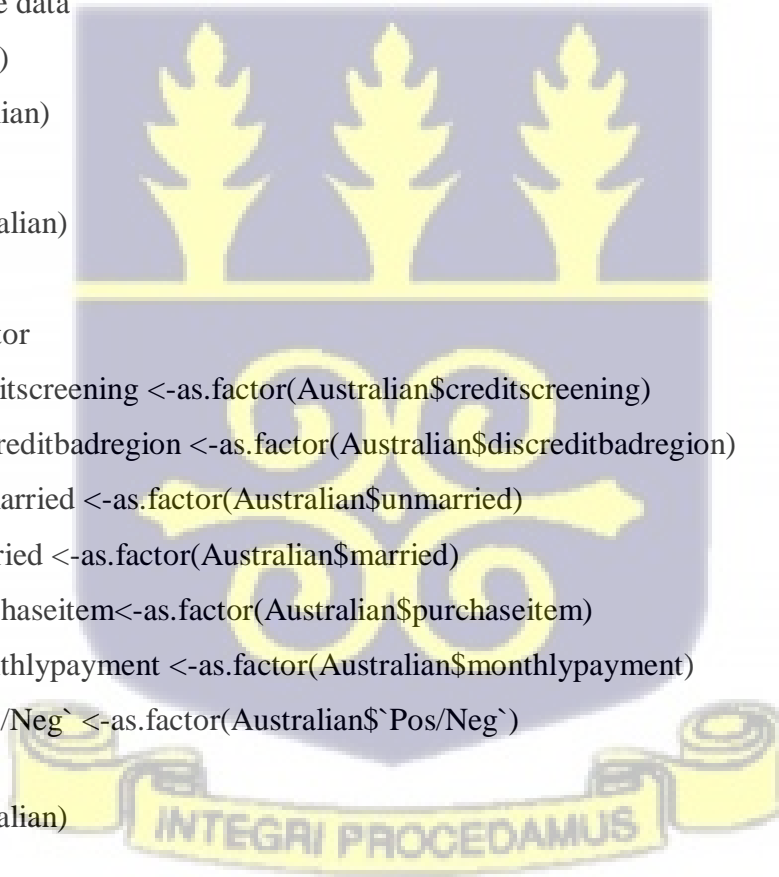 e data
)
ian)
alian)
tor
itscreening <-as.factor(Australian$creditscreening)
reditbadregion <-as.factor(Australian$discreditbadregion)
arried <-as.factor(Australian$unmarried)
ried <-as.factor(Australian$married)
haseitem<-as.factor(Australian$purchaseitem)
thlypayment <-as.factor(Australian$monthlypayment)
/Neg` <-as.factor(Australian$`Pos/Neg`)
alian)
INTEGRI PROCEDAMUS